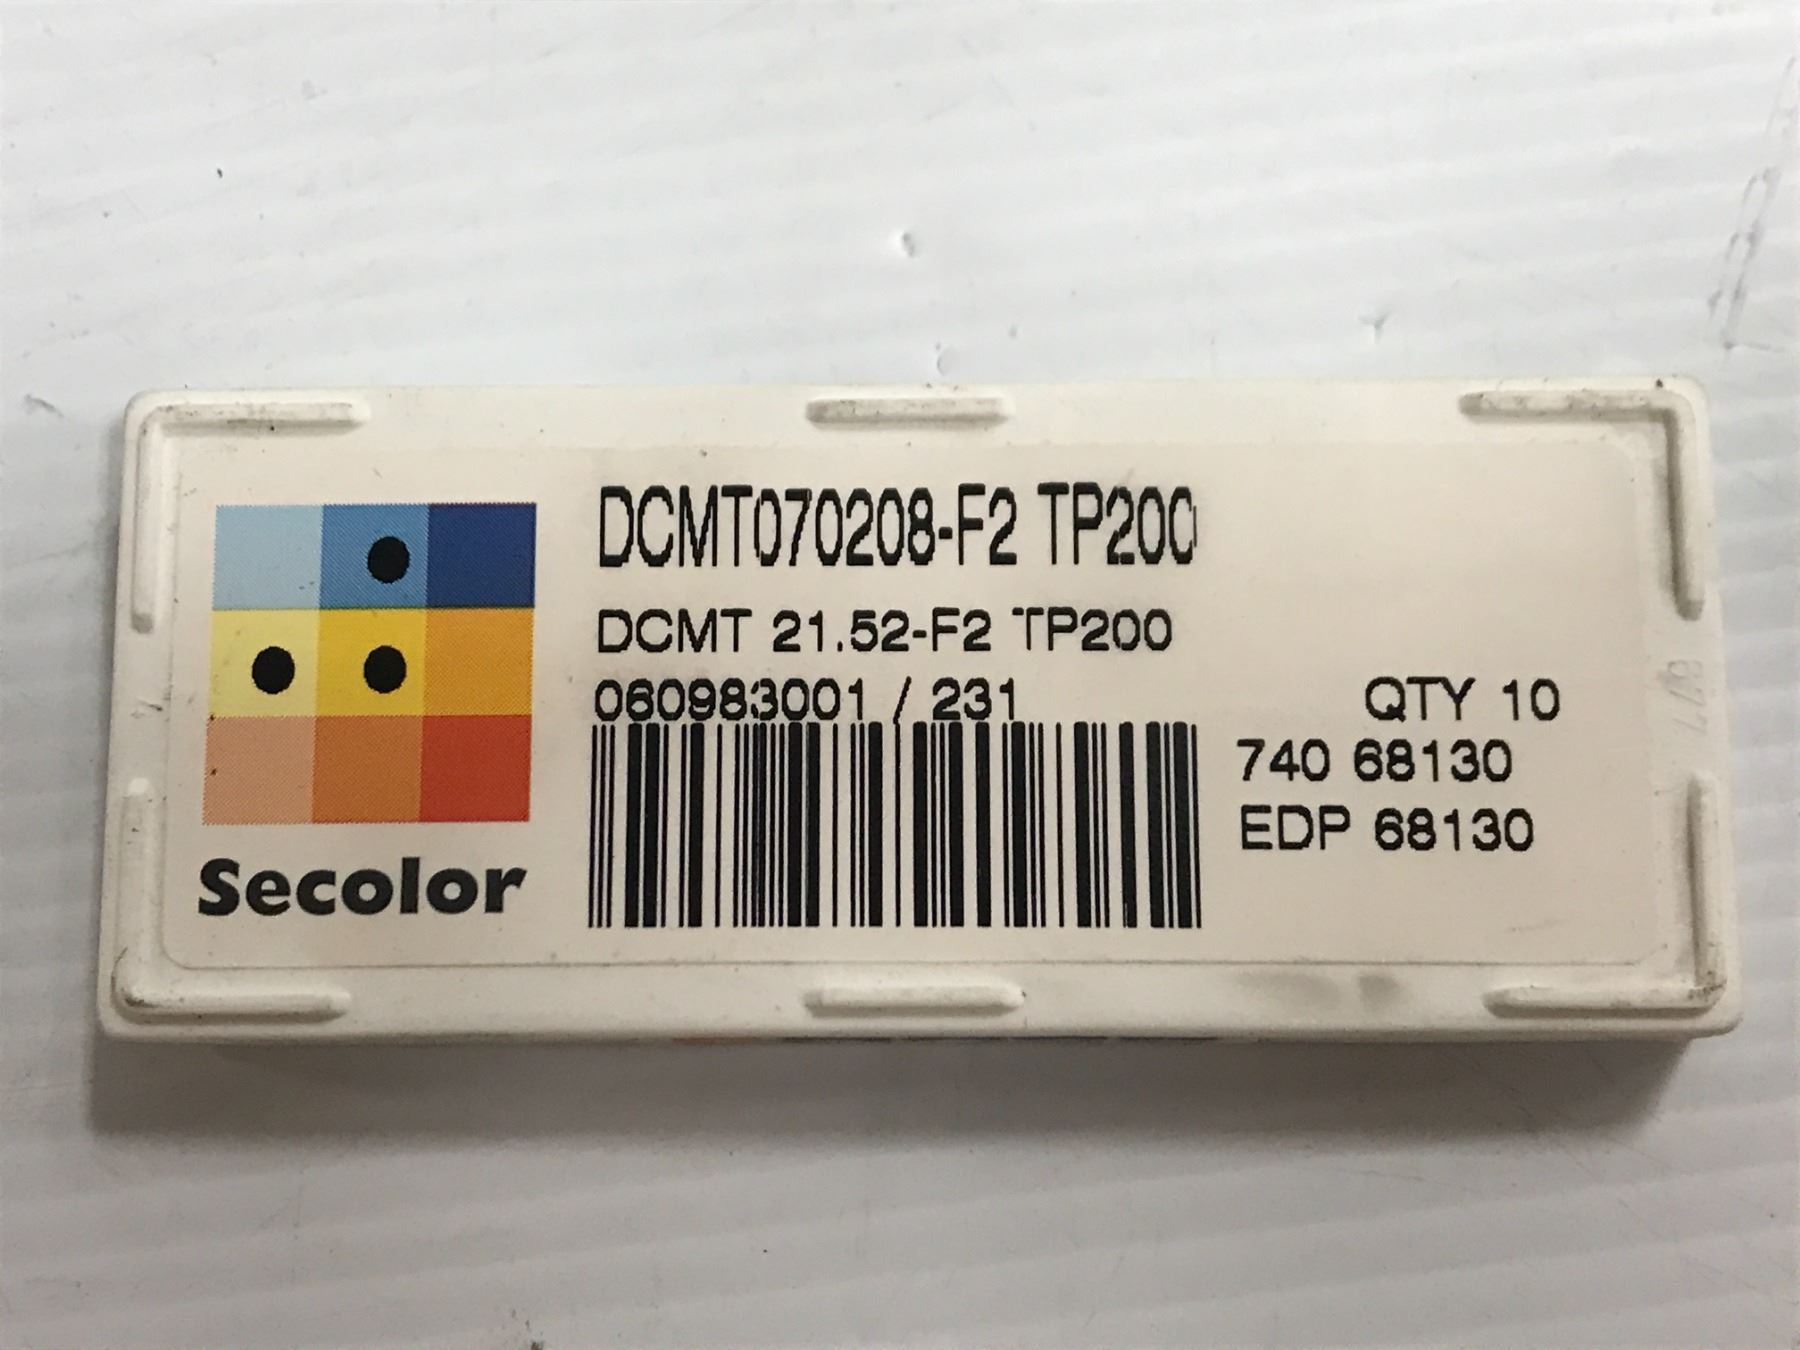 DCMT070208-F2 TP200
DCMT 21.52-F2 TP200
060983001 / 231
QTY 10
740 68130
EDP 68130
Secolor